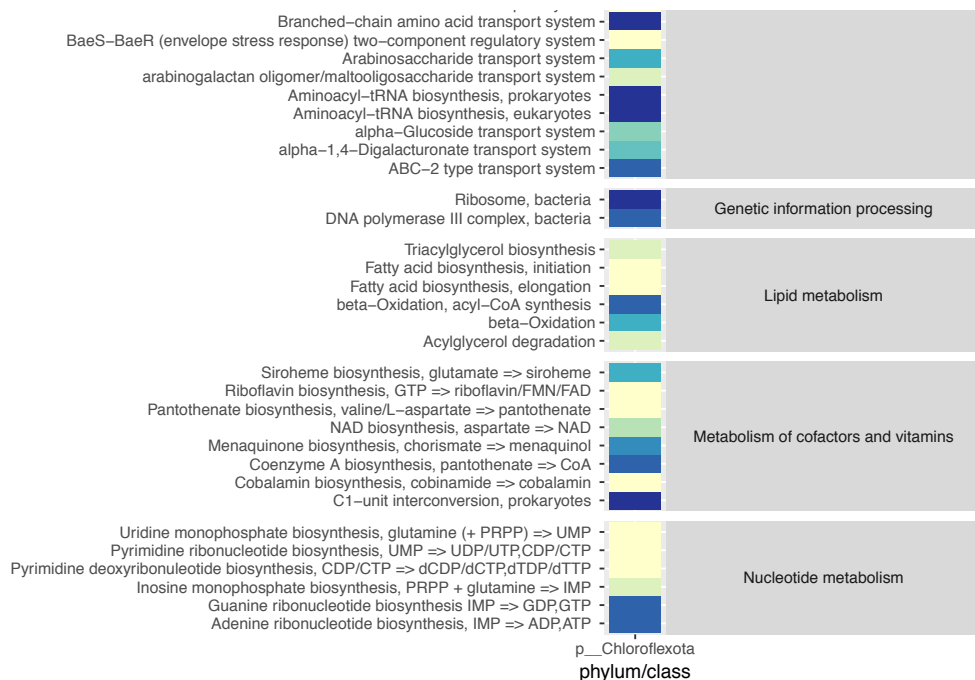 Branched−chain amino acid transport system
BaeS−BaeR (envelope stress response) two−component regulatory system
Arabinosaccharide transport system
arabinogalactan oligomer/maltooligosaccharide transport system
Aminoacyl−tRNA biosynthesis, prokaryotes
Aminoacyl−tRNA biosynthesis, eukaryotes
alpha−Glucoside transport system
alpha−1,4−Digalacturonate transport system
ABC−2 type transport system
Ribosome, bacteria
DNA polymerase III complex, bacteria
Genetic information processing
Triacylglycerol biosynthesis
Fatty acid biosynthesis, initiation
Fatty acid biosynthesis, elongation
beta−Oxidation, acyl−CoA synthesis
beta−Oxidation
Acylglycerol degradation
Lipid metabolism
Siroheme biosynthesis, glutamate => siroheme
Riboflavin biosynthesis, GTP => riboflavin/FMN/FAD
Pantothenate biosynthesis, valine/L−aspartate => pantothenate
NAD biosynthesis, aspartate => NAD
Menaquinone biosynthesis, chorismate => menaquinol
Coenzyme A biosynthesis, pantothenate => CoA
Cobalamin biosynthesis, cobinamide => cobalamin
C1−unit interconversion, prokaryotes
Metabolism of cofactors and vitamins
Uridine monophosphate biosynthesis, glutamine (+ PRPP) => UMP
Pyrimidine ribonucleotide biosynthesis, UMP => UDP/UTP,CDP/CTP
Pyrimidine deoxyribonuleotide biosynthesis, CDP/CTP => dCDP/dCTP,dTDP/dTTP
Inosine monophosphate biosynthesis, PRPP + glutamine => IMP
Guanine ribonucleotide biosynthesis IMP => GDP,GTP
Adenine ribonucleotide biosynthesis, IMP => ADP,ATP
Nucleotide metabolism
p__Chloroflexota
phylum/class